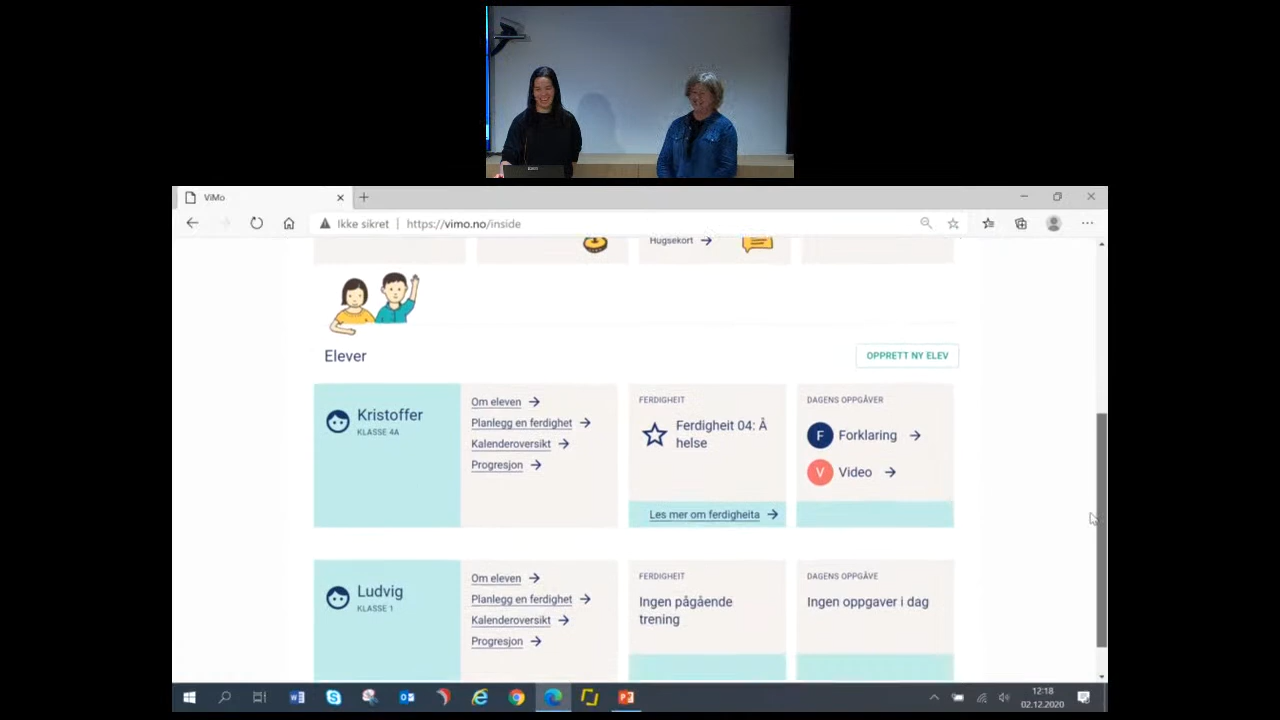 ViMo
Ikke sikret
https://vimo.no/inside
Hugsekort
Elever
OPPRETT NY ELEV
Kristoffer
KLASSE 4A
Om eleven
Planlegg en ferdighet
Kalenderoversikt
Progresjon
FERDIGHEIT
Ferdigheit 04: Å
helse
Les mer om ferdigheita
DAGENS OPPGÅVER
F Forklaring
V Video
Ludvig
KLASSE 1
Om eleven
Planlegg en ferdighet
Kalenderoversikt
Progresjon
FERDIGHEIT
Ingen pågående
trening
DAGENS OPPGÅVE
Ingen oppgaver i dag
12:18
02.12.2020